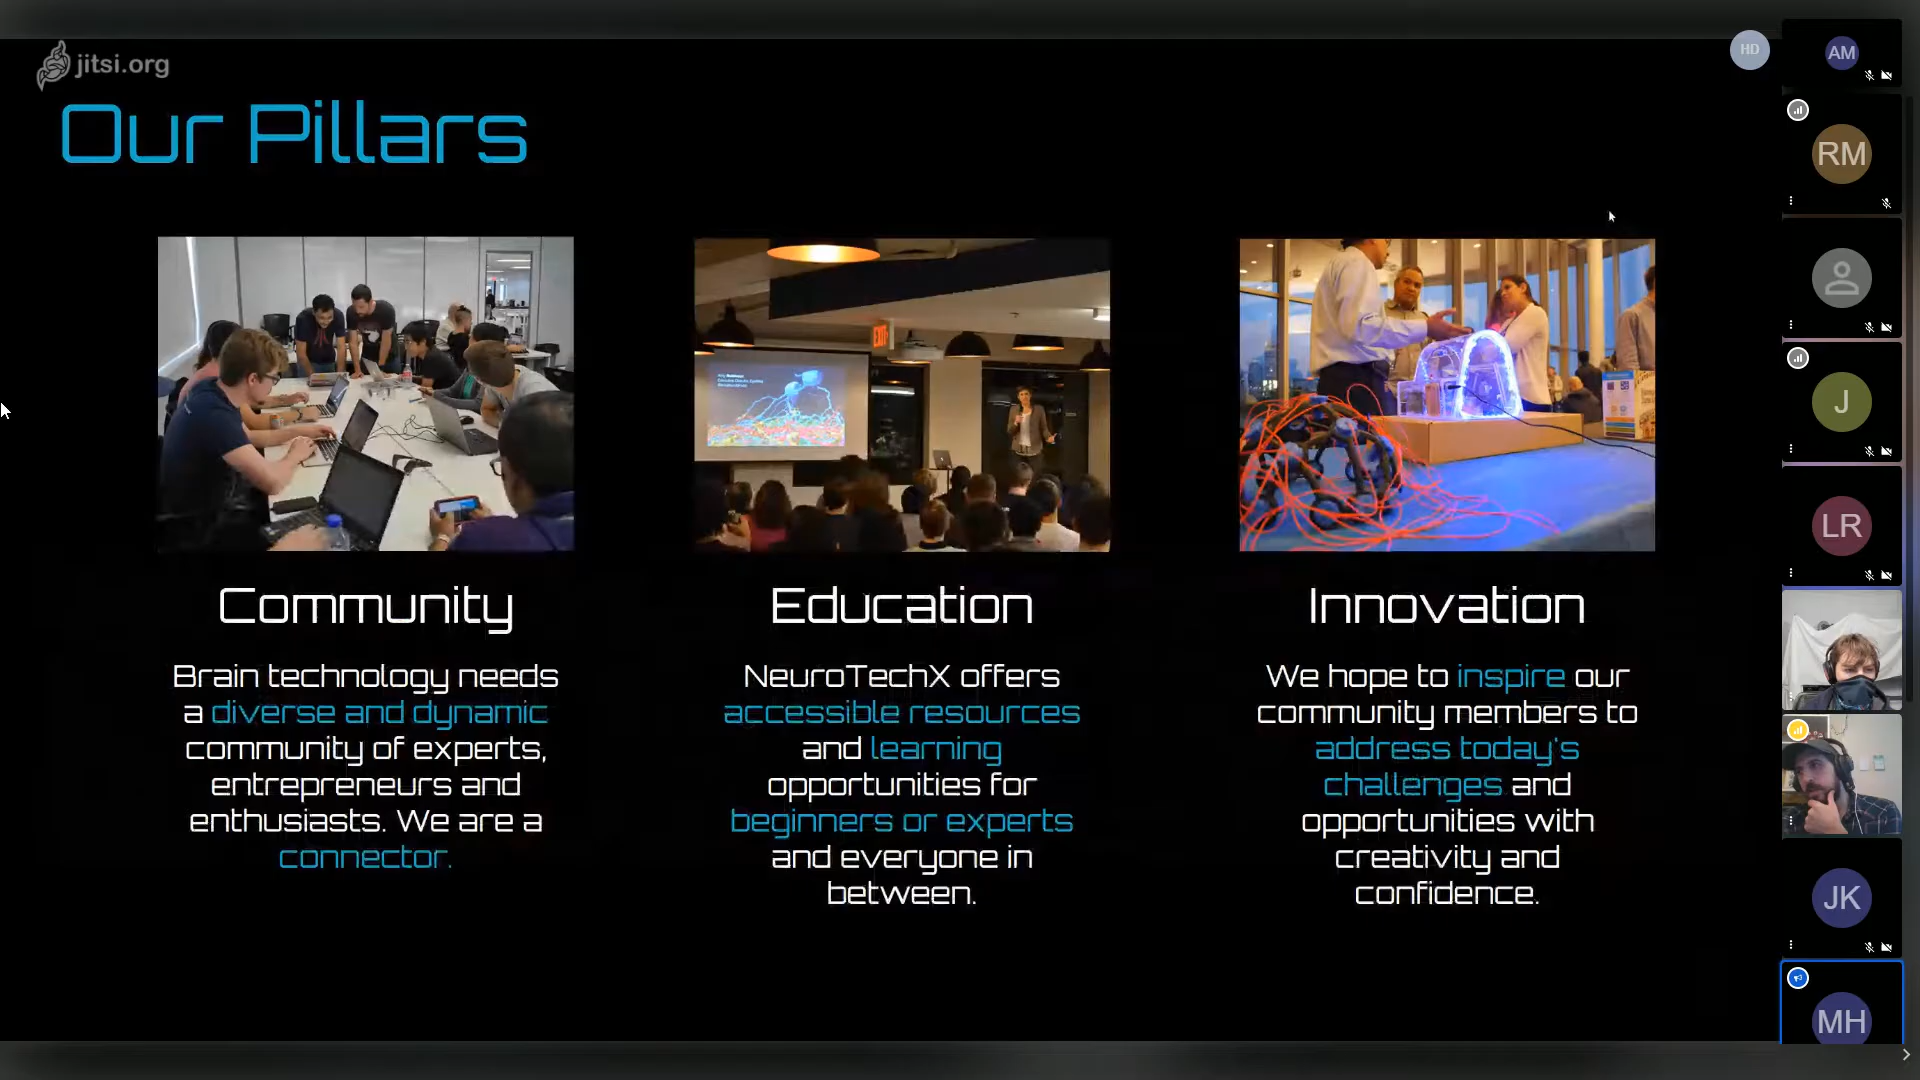 jitsi.org
Our Pillars
Community
Brain technology needs
a diverse and dynamic
community of experts,
entrepreneurs and
enthusiasts. We are a
connector.
EXIT
Education
NeuroTechX offers
accessible resources
and learning
opportunities for
beginners or experts
and everyone in
between.
Innovation
We hope to inspire our
community members to
address today's
challenges and
opportunities with
creativity and
confidence.
HD
AM
RM
J
LR
JK
MH